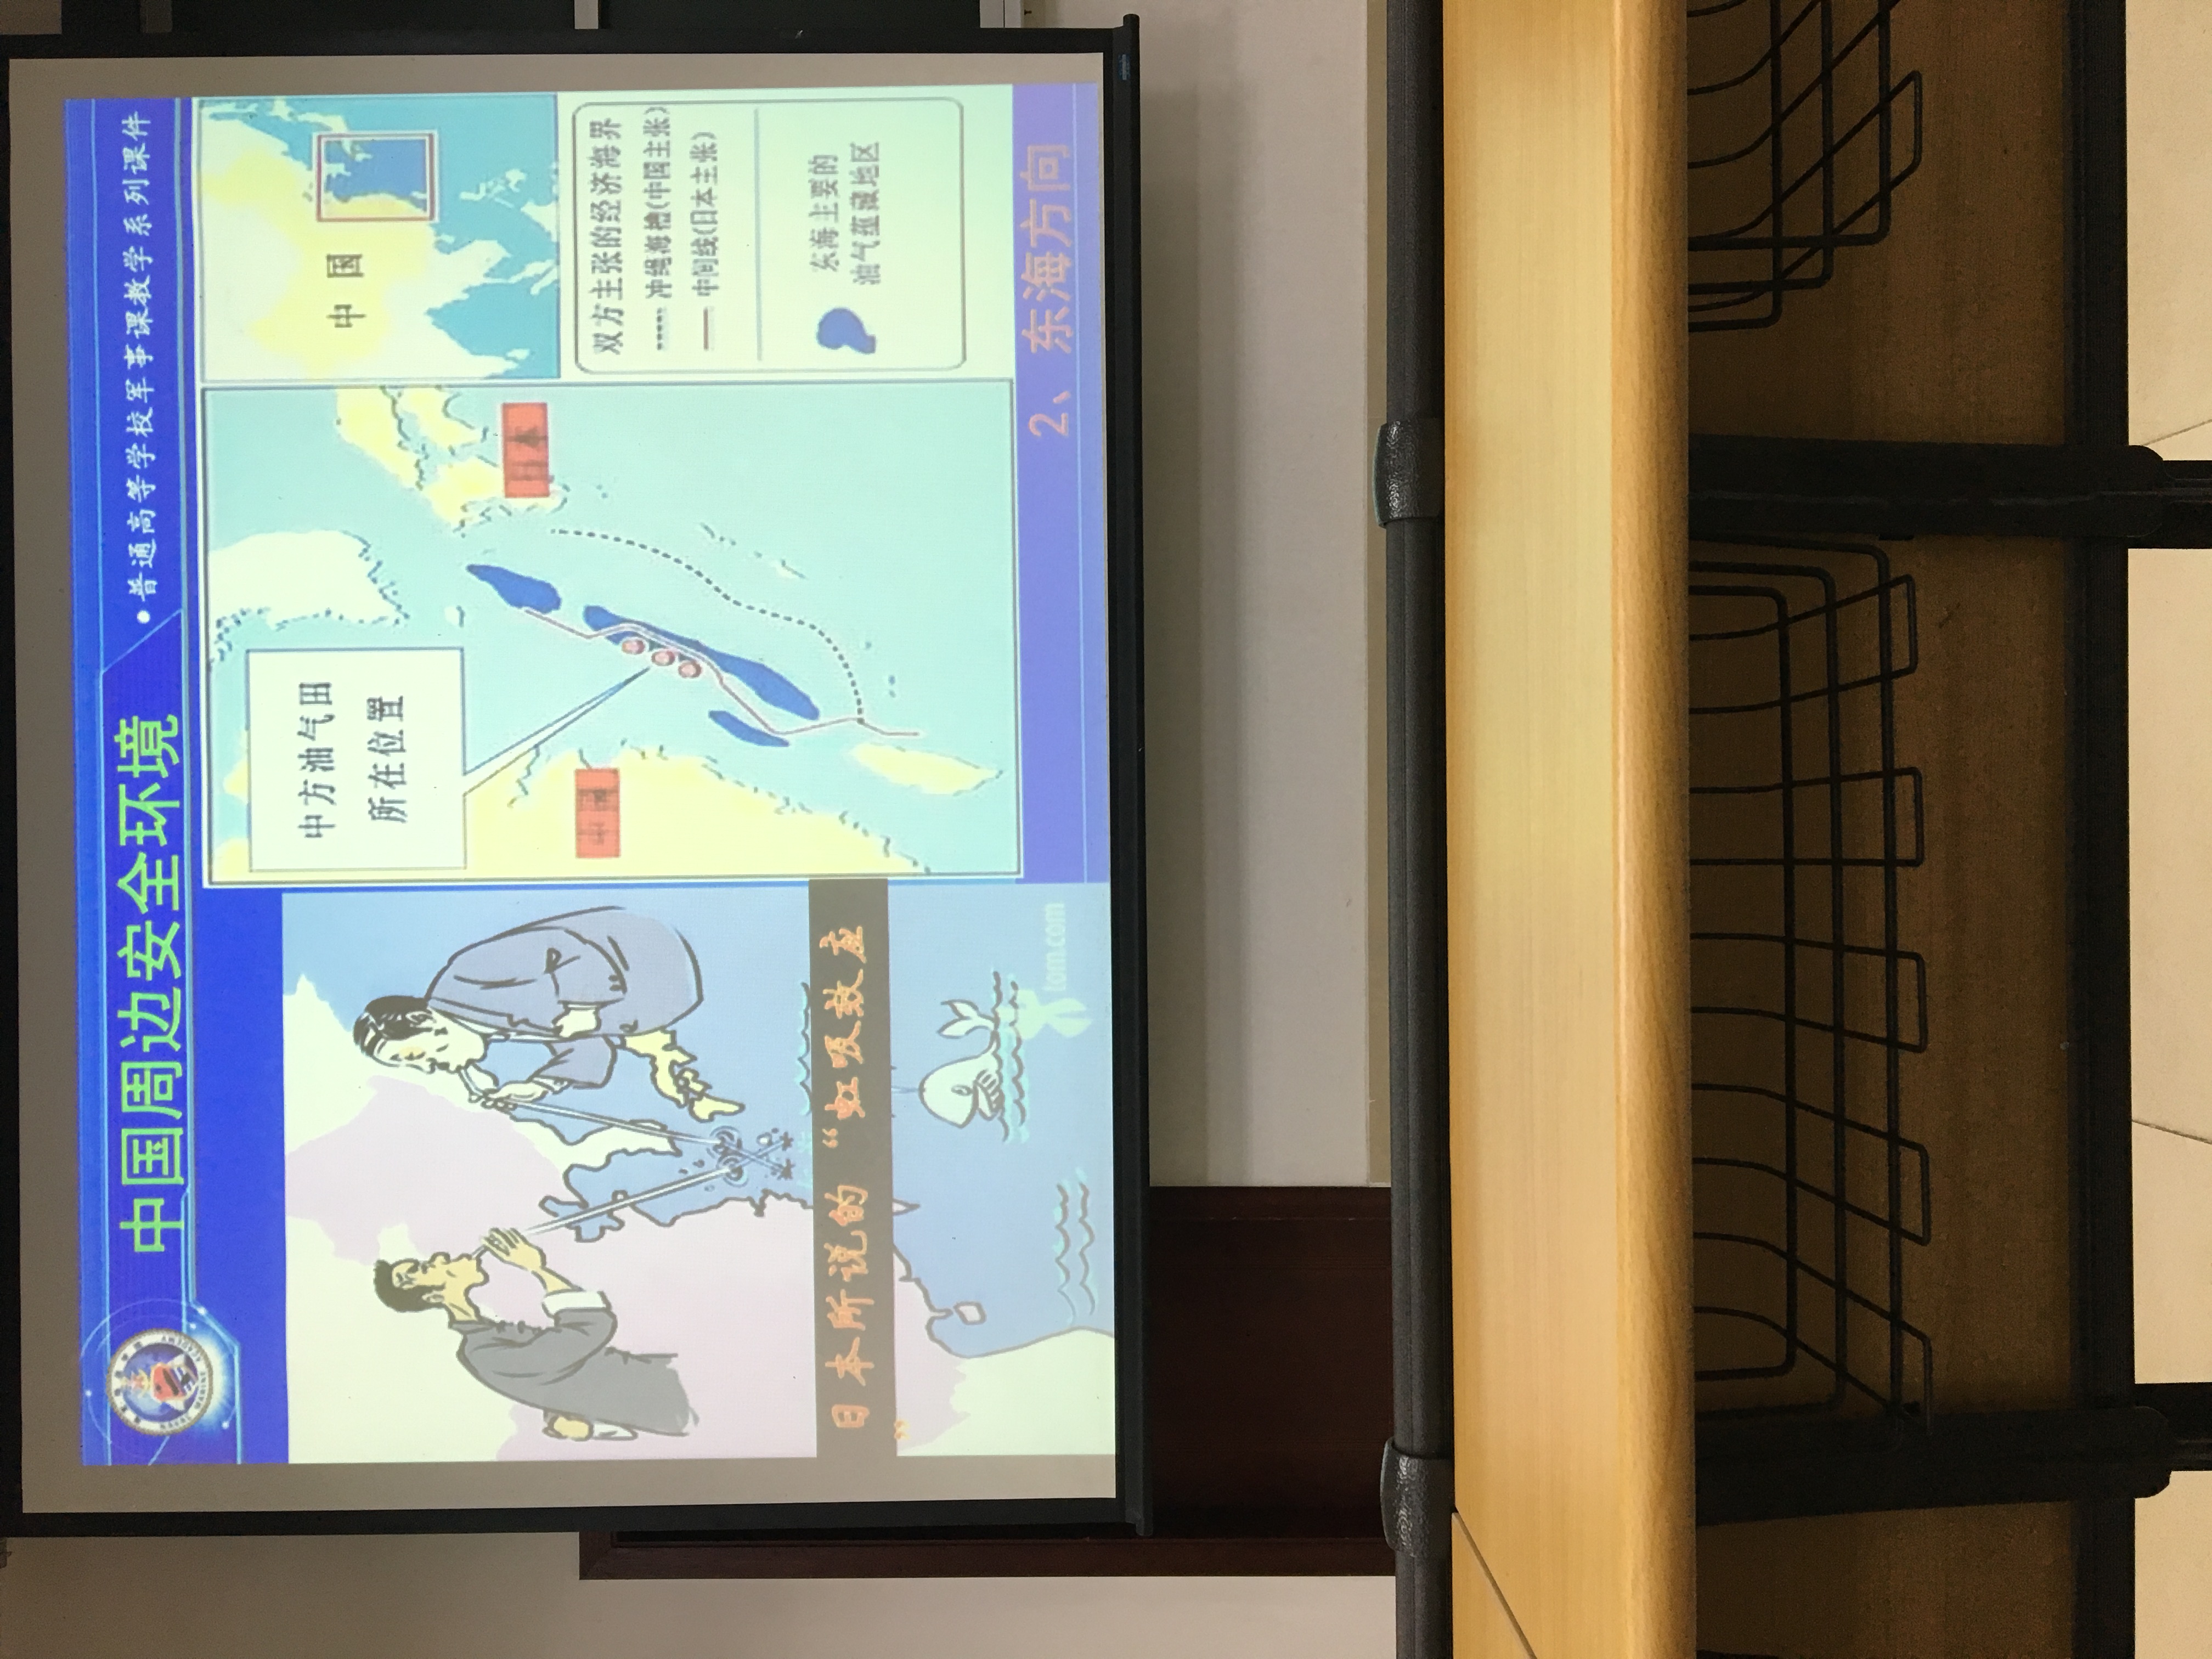 中国周边安全环境
•普通高等学校军事课教学系列课件
中方油气田
所在位置
中国
日本
中国
双方主张的经济海界
冲绳海槽(中国主张)
中间线(日本主张)
东海主要的
油气蕴藏地区
日本所说的“虹吸效应
”
tom.com
2、东海方向